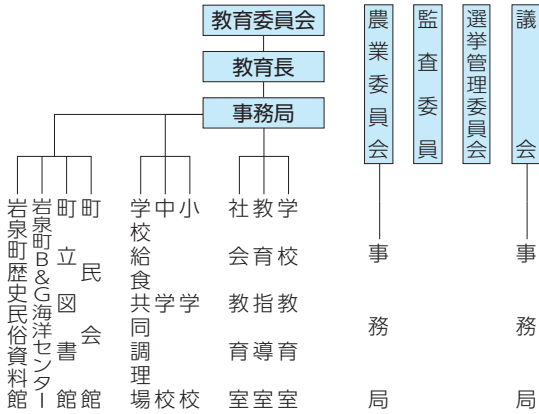 教育委員会
教育長
事務局
農業委員会
監査委員
選挙管理委員会
議会
岩泉町歴史民俗資料館
岩泉町B&G海洋センター
町立図書館
町民会館
学校給食共同調理場
中学校
小学校
社会教育室
教育指導室
学校教育室
事務局
事務局